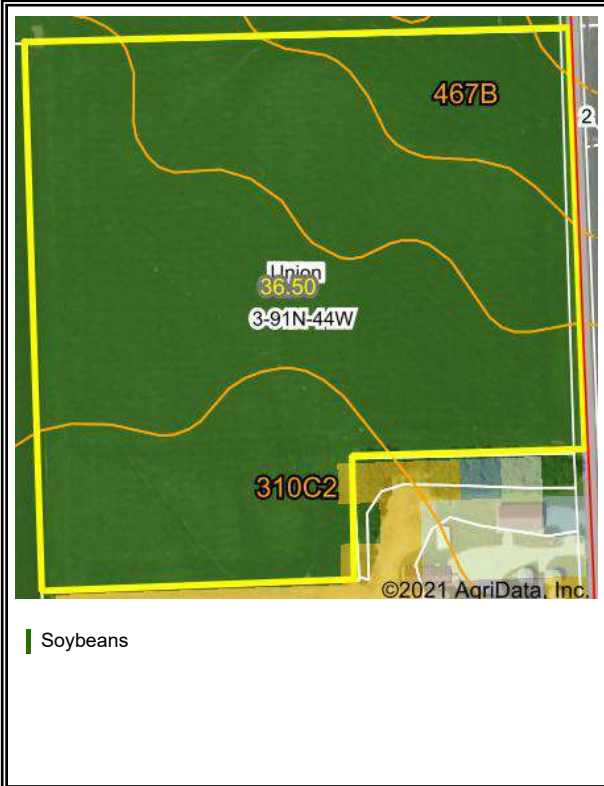 467B
2
Union
36.50
3-91N-44W
310C2
©2021 AgriData, Inc.
Soybeans